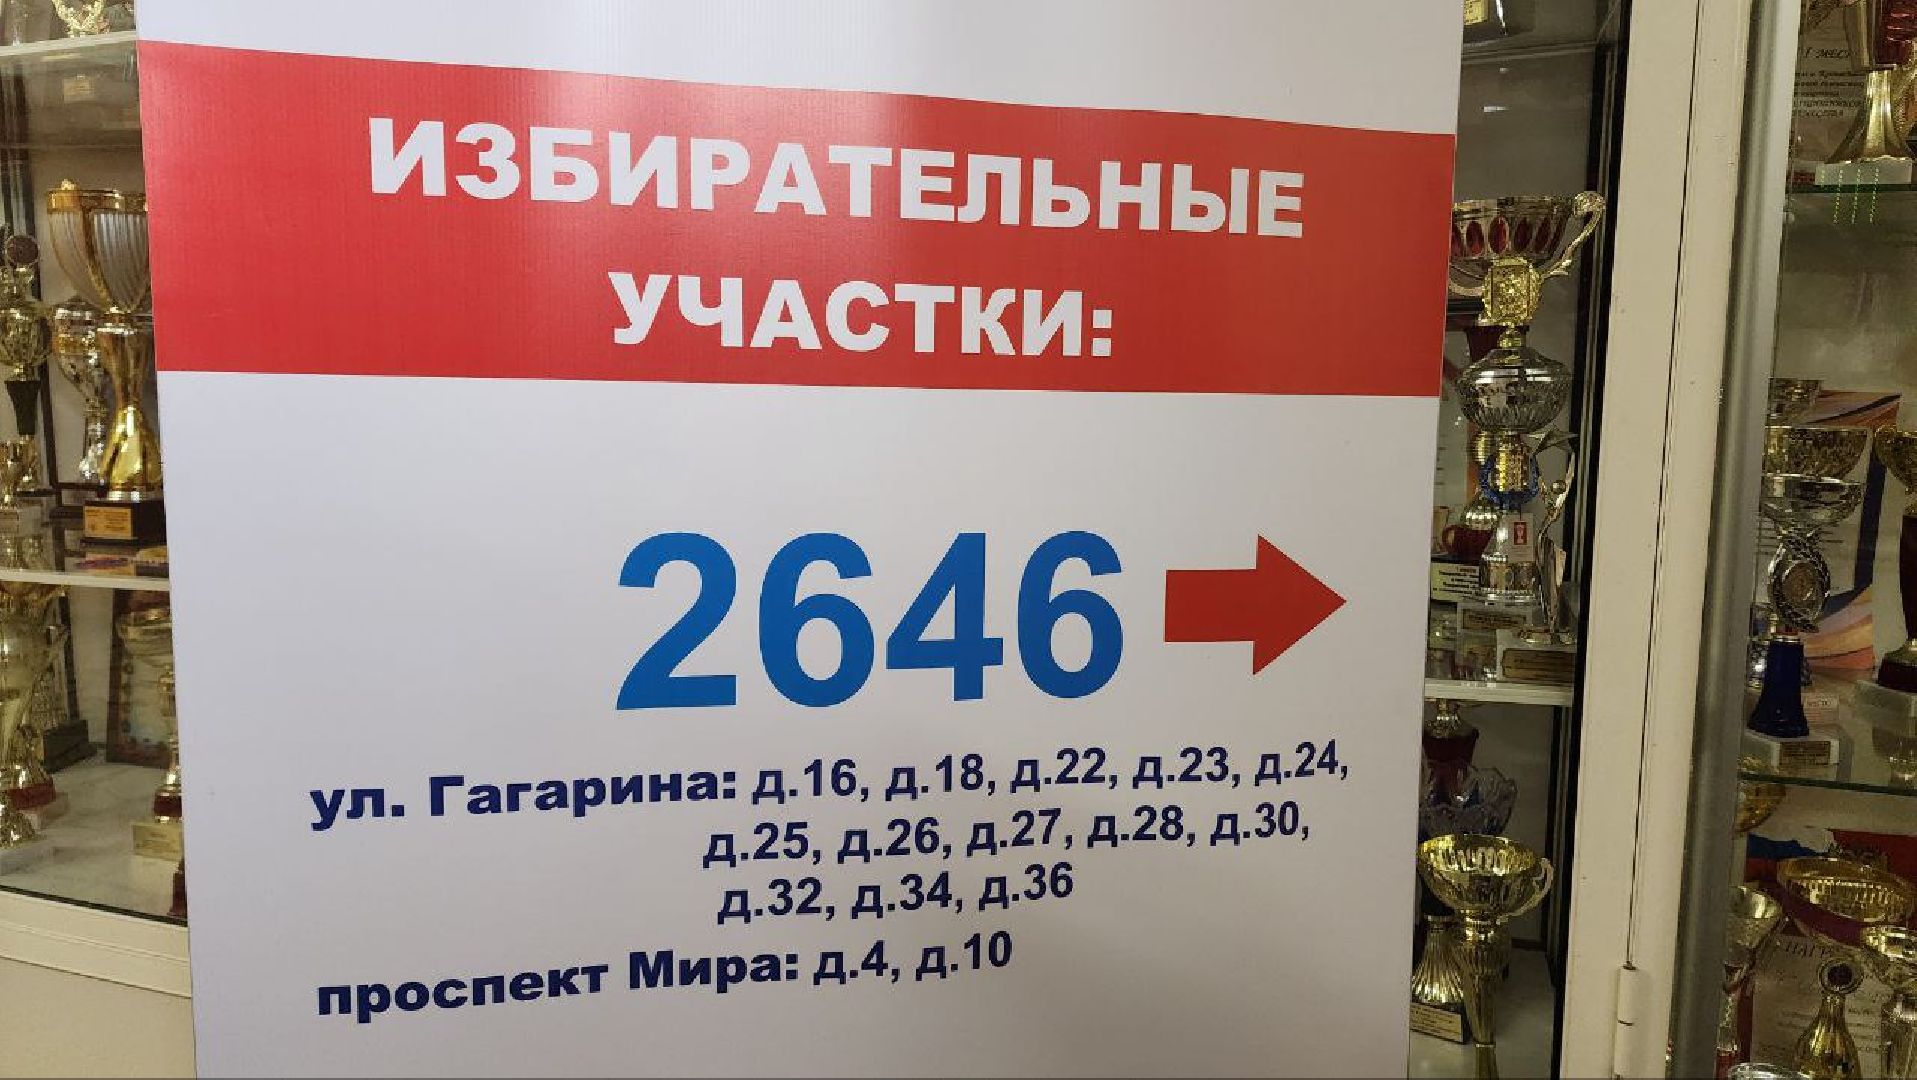 ИЗБИРАТЕЛЬНЫЕ
УЧАСТКИ:
2646
ул. Гагарина: д.16, д.18, д.22, д.23, д.24,
д.25, д.26, д.27, д.28, д.30,
д.32, д.34, д.36
проспект Мира: д.4, д.10